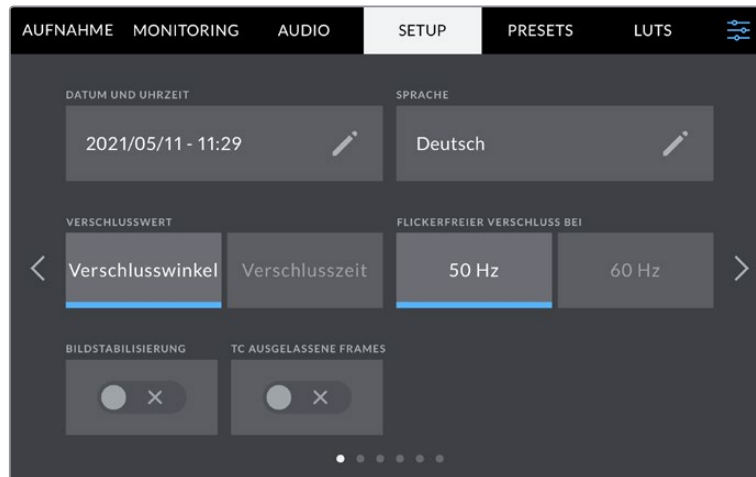 AUFNAHME MONITORING AUDIO SETUP PRESETS LUTS
DATUM UND UHRZEIT
2021/05/11 - 11:29
SPRACHE
Deutsch
VERSCHLUSSWERT
Verschlusswinkel Verschlusszeit
FLICKERFREIER VERSCHLUSS BEI
50 Hz 60 Hz
BILDSTABILISIERUNG
TC AUSGELASSENE FRAMES